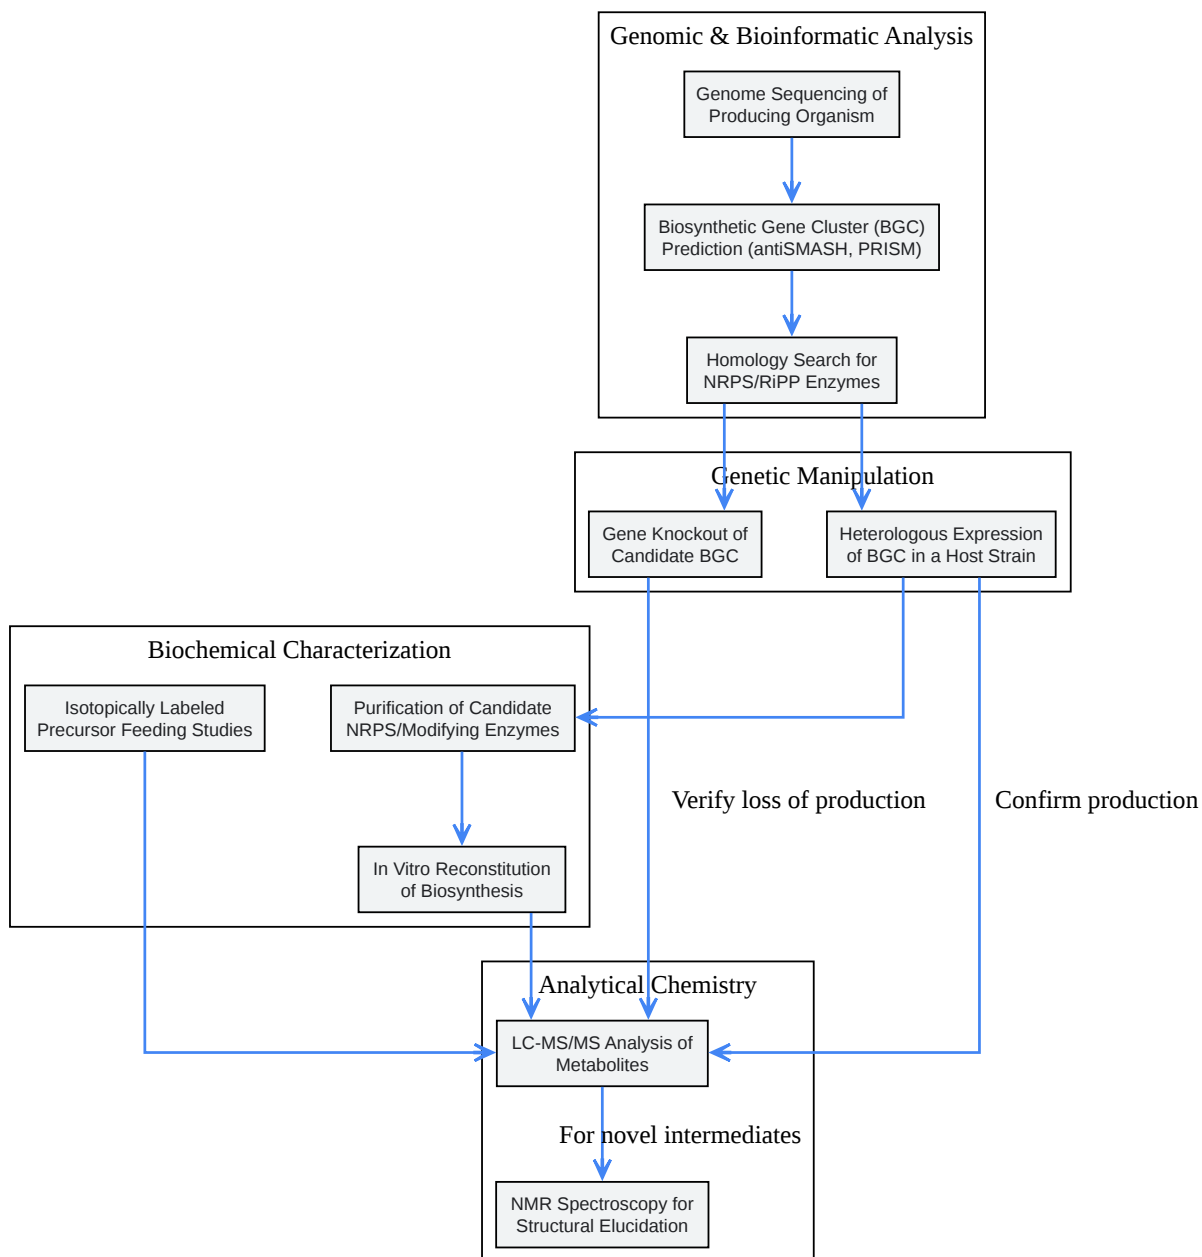 Genomic & Bioinformatic Analysis
Genome Sequencing of
Producing Organism
Biosynthetic Gene Cluster (BGC)
Prediction (antiSMASH, PRISM)
Homology Search for
NRPS/RiPP Enzymes
Genetic Manipulation
Gene Knockout of
Candidate BGC
Heterologous Expression
of BGC in a Host Strain
Biochemical Characterization
Isotopically Labeled
Precursor Feeding Studies
Purification of Candidate
NRPS/Modifying Enzymes
Verify loss of production
Confirm production
In Vitro Reconstitution
of Biosynthesis
Analytical Chemistry
LC-MS/MS Analysis of
Metabolites
For novel intermediates
NMR Spectroscopy for
Structural Elucidation